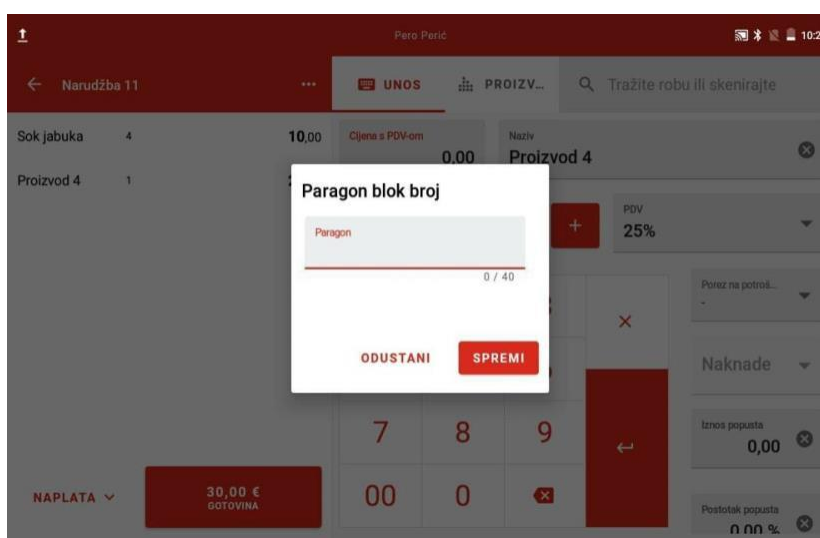 Pero Perić
10:2
Narudžba 11
...
UNOS
PROIZV...
Tražite robu ili skenirajte
Sok jabuka 4 10,00
Proizvod 4 1
Cijena s PDV-om
0,00
Naziv
Proizvod 4
+
PDV
25%
Paragon blok broj
Paragon
0 / 40
ODUSTANI
SPREMI
Porez na potroš...
-
Naknade
7 8 9
00 0
Iznos popusta
0,00
Postotak popusta
0,00 %
NAPLATA
30,00 €
GOTOVINA